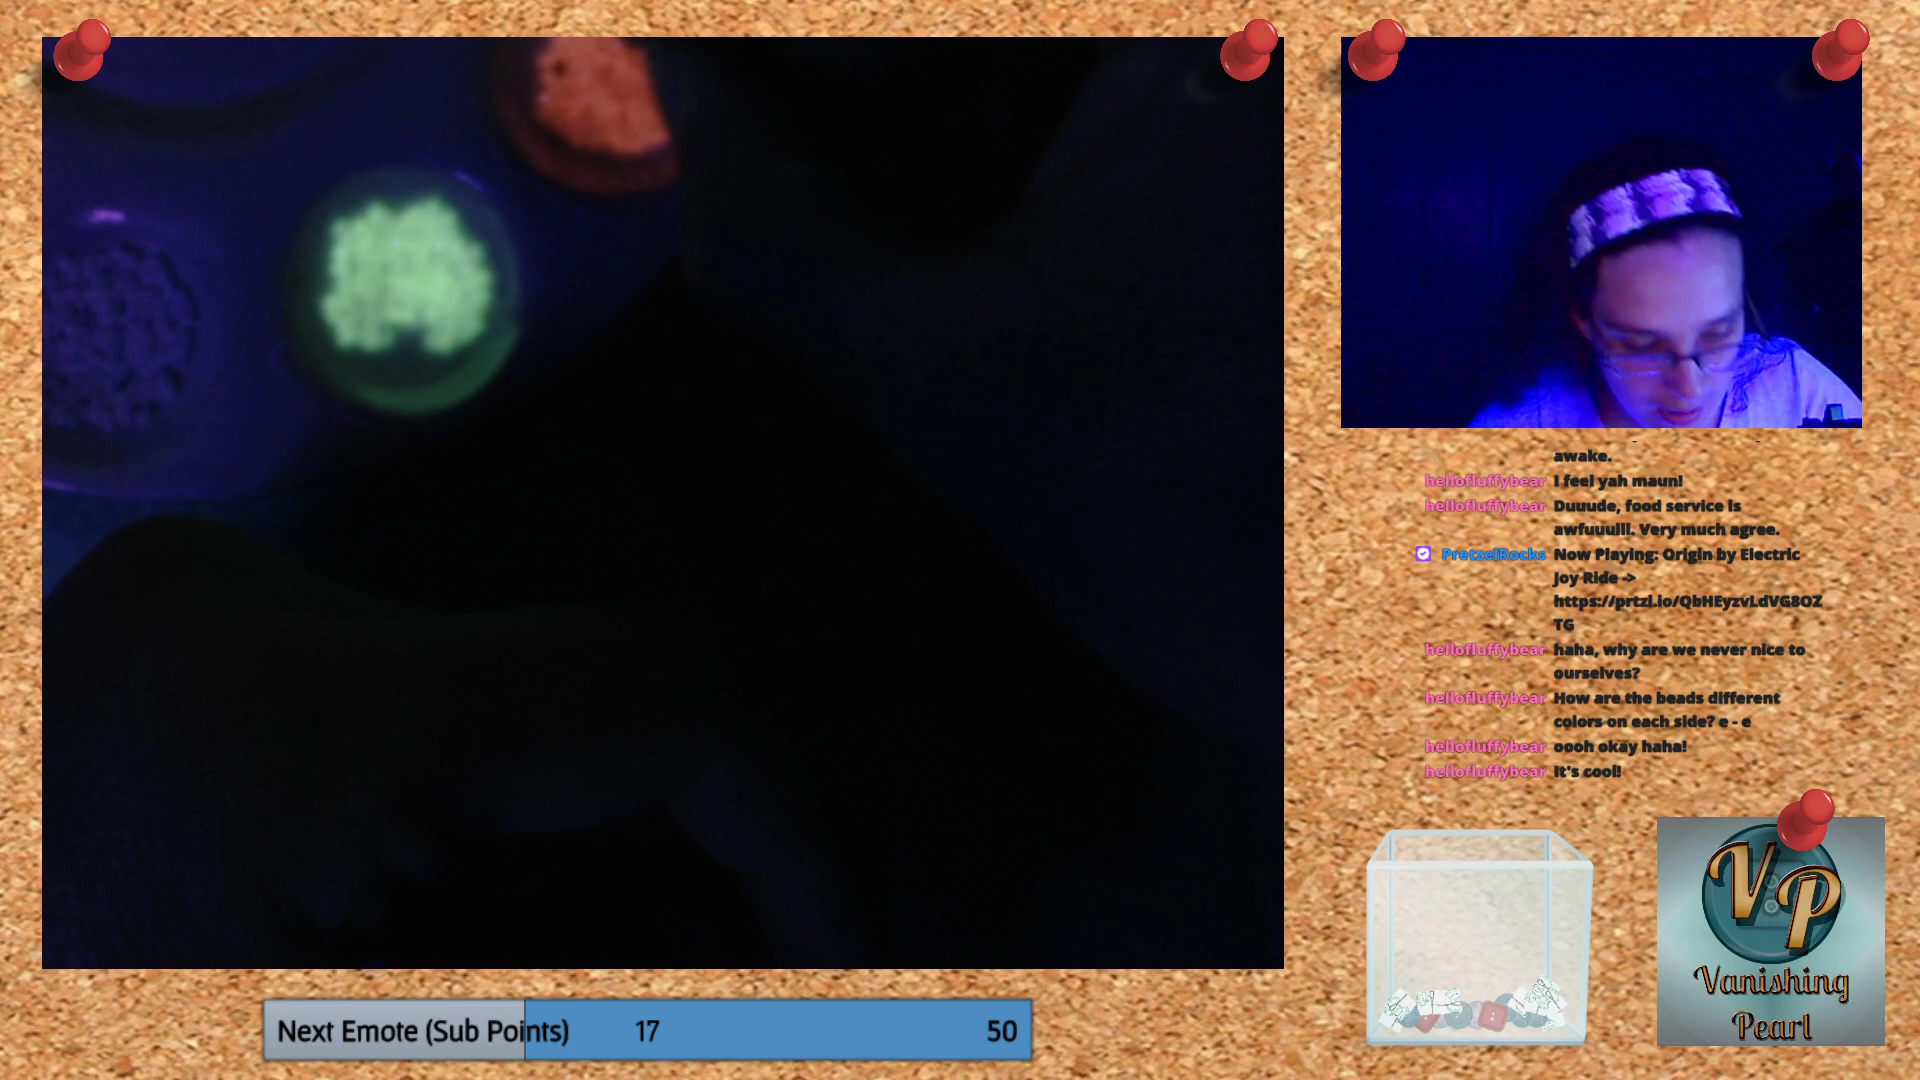 awake.
hellofluffybear I feel yah maun!
hellofluffybear Duuude, food service is
awfuuulll. Very much agree.
PretzelRocks Now Playing: Origin by Electric
Joy Ride ->
https://prtzl.io/QbHEyzvLdVG8OZ
TG
hellofluffybear haha, why are we never nice to
ourselves?
hellofluffybear How are the beads different
colors on each side? e - e
hellofluffybear oooh okay haha!
hellofluffybear It's cool!
VP
Vanishing
Pearl
Next Emote (Sub Points) 17 50